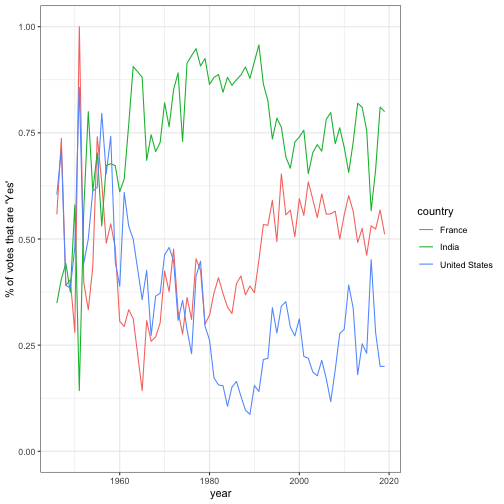 % of votes that are 'Yes'
1.00
0.75
0.50
0.25
0.00
1960
1980
2000
2020
year
country
France
India
United States